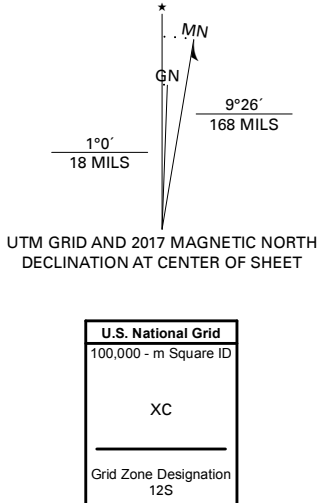 ★
MN
GN
9°26´
168 MILS
1°0´
18 MILS
UTM GRID AND 2017 MAGNETIC NORTH
DECLINATION AT CENTER OF SHEET
U.S. National Grid
100,000 - m Square ID
XC
Grid Zone Designation
12S